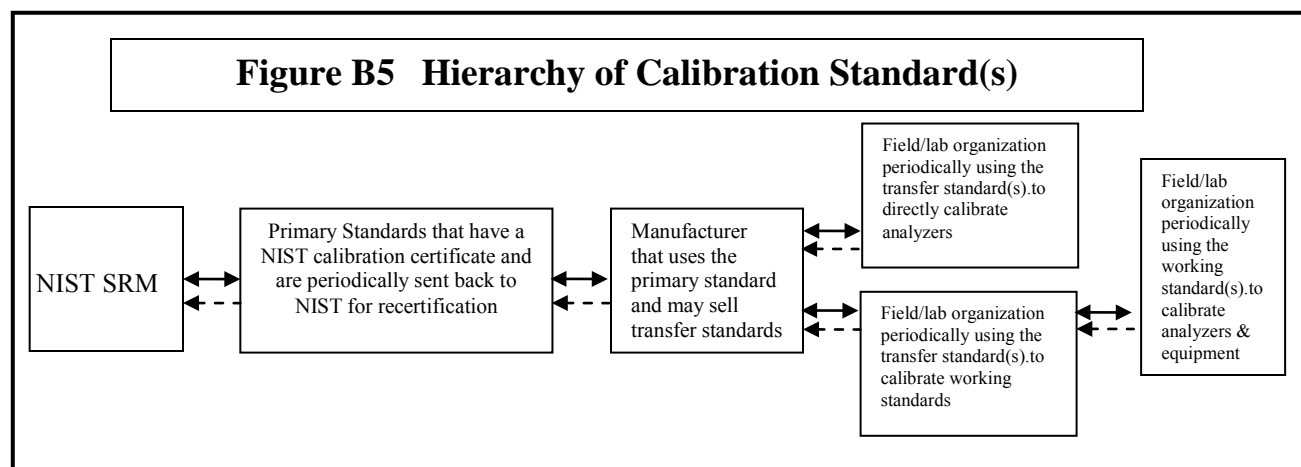 Figure B5 Hierarchy of Calibration Standard(s)
NIST SRM
Primary Standards that have a
NIST calibration certificate and
are periodically sent back to
NIST for recertification
Manufacturer
that uses the
primary standard
and may sell
transfer standards
Field/lab organization
periodically using the
transfer standard(s).to
directly calibrate
analyzers
Field/lab organization
periodically using the
transfer standard(s).to
calibrate working
standards
Field/lab
organization
periodically
using the
working
standard(s).to
calibrate
analyzers &
equipment